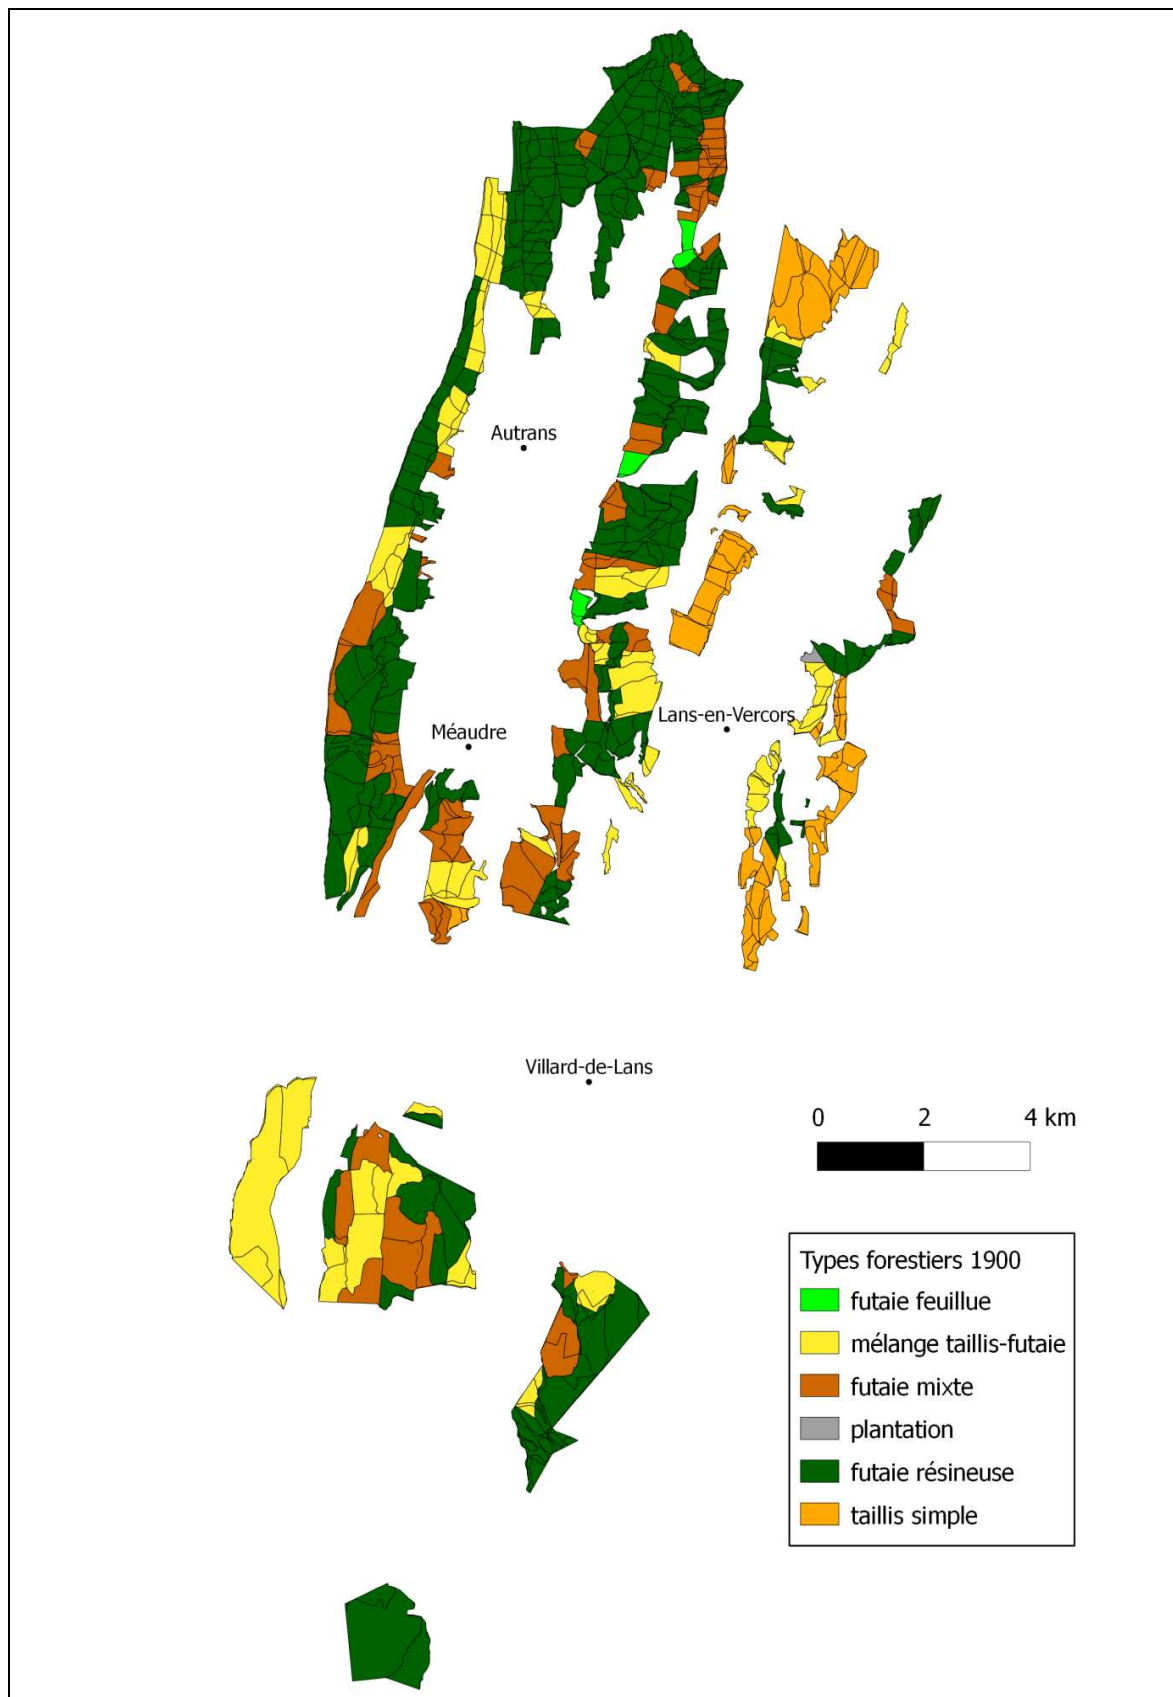 Autrans
Lans-en-Vercors
Méaudre
Villard-de-Lans
0 2 4 km
Types forestiers 1900
futaie feuillue
mélange taillis-futaie
futaie mixte
plantation
futaie résineuse
taillis simple